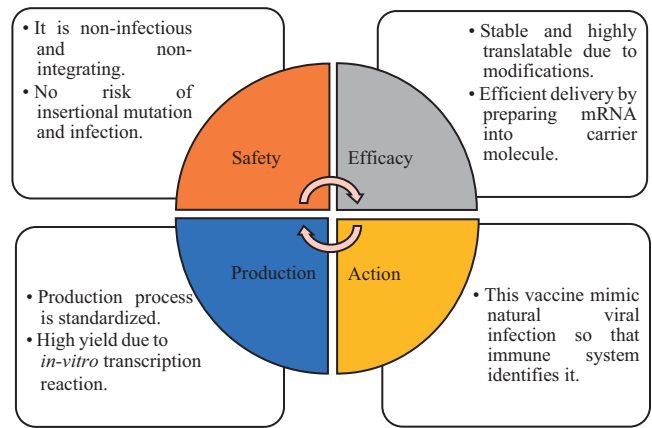 • It is non-infectious
and non-
integrating.
• No risk of
insertional mutation
and infection.
• Stable and highly
translatable due to
modifications.
• Efficient delivery by
preparing mRNA
into carrier
molecule.
Safety
Efficacy
Production
Action
• Production process
is standardized.
• High yield due to
in-vitro transcription
reaction.
• This vaccine mimic
natural viral
infection so that
immune system
identifies it.